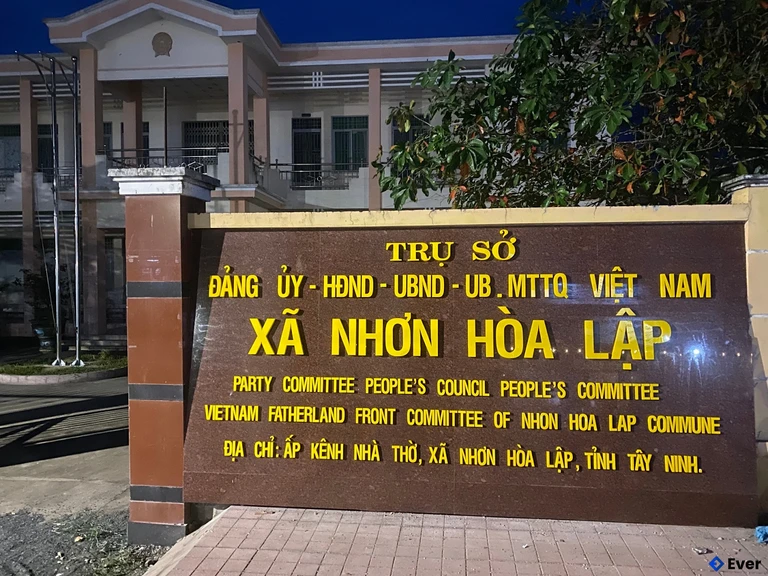 TRỤ SỞ
ĐẢNG ỦY - HĐND - UBND - UB.MTTQ VIỆT NAM
XÃ NHƠN HÒA LẬP
PARTY COMMITTEE PEOPLE'S COUNCIL PEOPLE'S COMMITTEE
VIETNAM FATHERLAND FRONT COMMITTEE OF NHON HOA LAP COMMUNE
ĐỊA CHỈ: ẤP KÊNH NHÀ THỜ, XÃ NHƠN HÒA LẬP, TỈNH TÂY NINH.
Ever